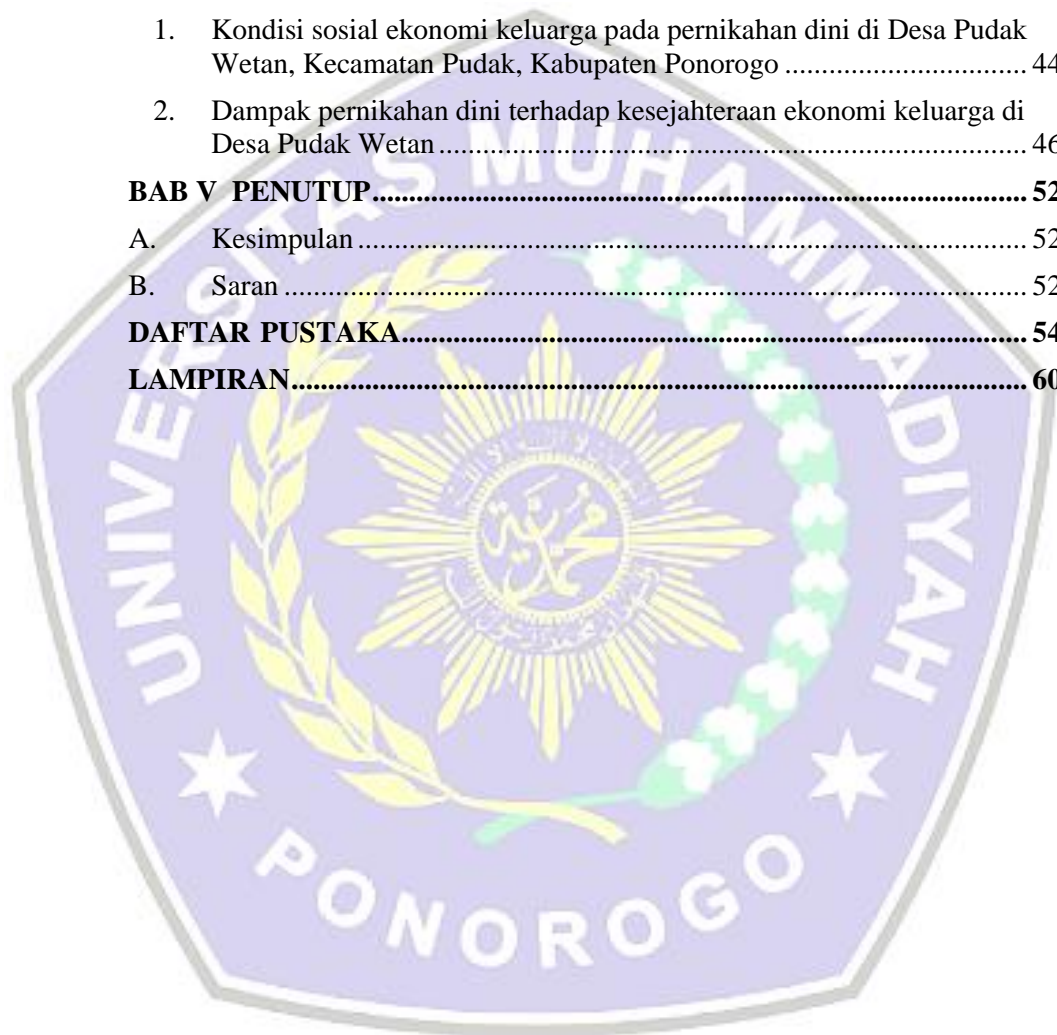 1. Kondisi sosial ekonomi keluarga pada pernikahan dini di Desa Pudak
Wetan, Kecamatan Pudak, Kabupaten Ponorogo ............................. 44
2. Dampak pernikahan dini terhadap kesejahteraan ekonomi keluarga di
Desa Pudak Wetan ....................................................................... 46
BAB V PENUTUP ................................................................................ 52
A. Kesimpulan ................................................................................. 52
B. Saran .......................................................................................... 52
DAFTAR PUSTAKA ............................................................................ 54
LAMPIRAN ......................................................................................... 60
UNIVERSITAS MUHAMMADIYAH
PONOROGO